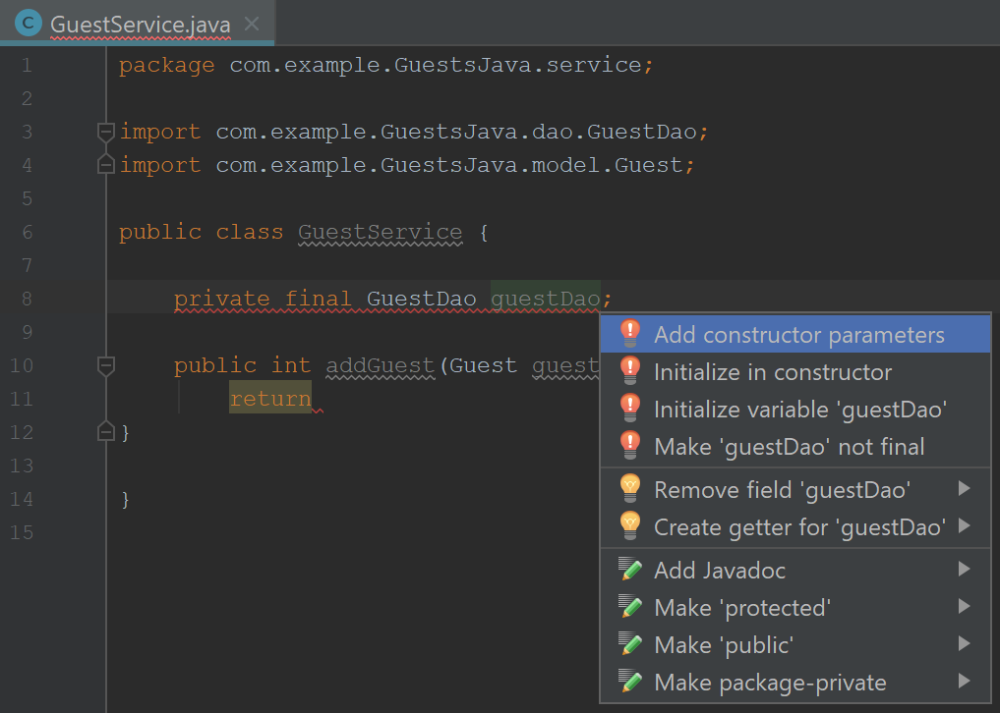 C GuestService.java
1 package com.example.GuestsJava.service;
2
3 import com.example.GuestsJava.dao.GuestDao;
4 import com.example.GuestsJava.model.Guest;
5
6 public class GuestService {
7
8 private final GuestDao guestDao;
9
10 public int addGuest(Guest guest
11 return
12 }
13
14 }
15
Add constructor parameters
Initialize in constructor
Initialize variable 'guestDao'
Make 'guestDao' not final
Remove field 'guestDao'
Create getter for 'guestDao'
Add Javadoc
Make 'protected'
Make 'public'
Make package-private